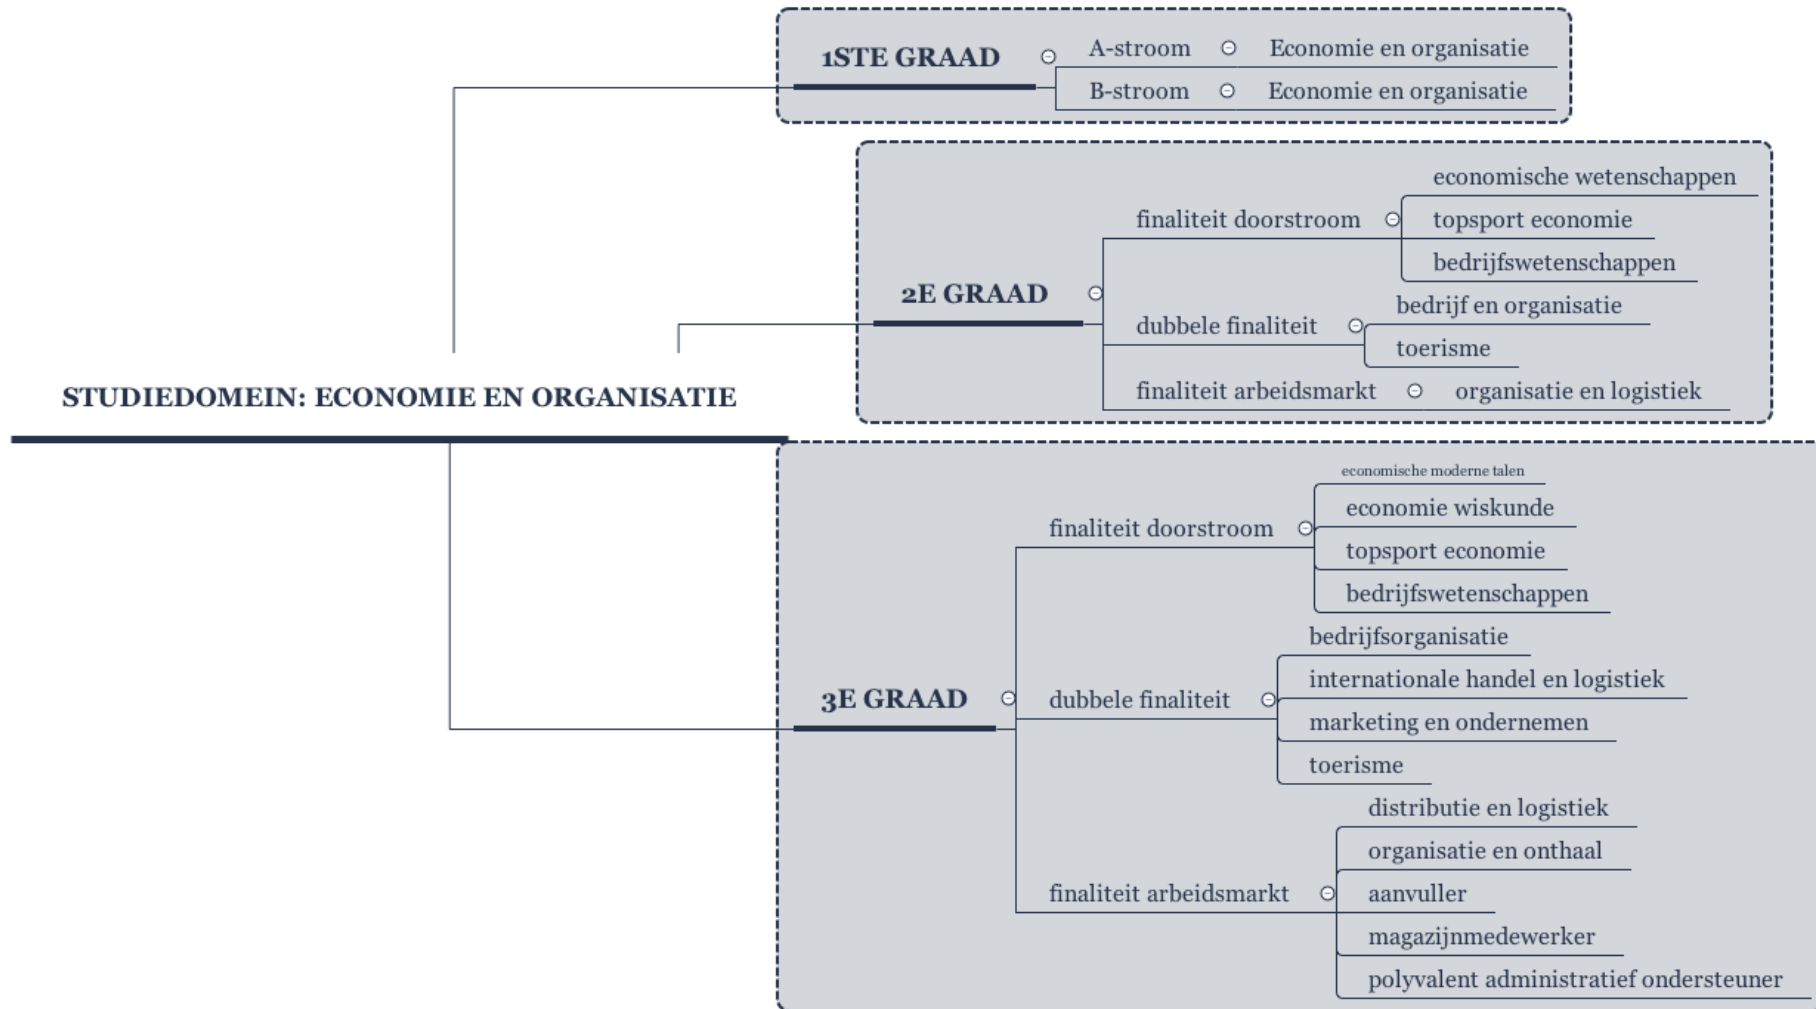 1STE GRAAD
A-stroom
Economie en organisatie
B-stroom
Economie en organisatie
2E GRAAD
finaliteit doorstroom
economische wetenschappen
topsport economie
bedrijfswetenschappen
dubbele finaliteit
bedrijf en organisatie
toerisme
finaliteit arbeidsmarkt
organisatie en logistiek
STUDIEDOMEIN: ECONOMIE EN ORGANISATIE
3E GRAAD
finaliteit doorstroom
economische moderne talen
economie wiskunde
topsport economie
bedrijfswetenschappen
dubbele finaliteit
bedrijfsorganisatie
internationale handel en logistiek
marketing en ondernemen
toerisme
finaliteit arbeidsmarkt
distributie en logistiek
organisatie en onthaal
aanvuller
magazijnmedewerker
polyvalent administratief ondersteuner